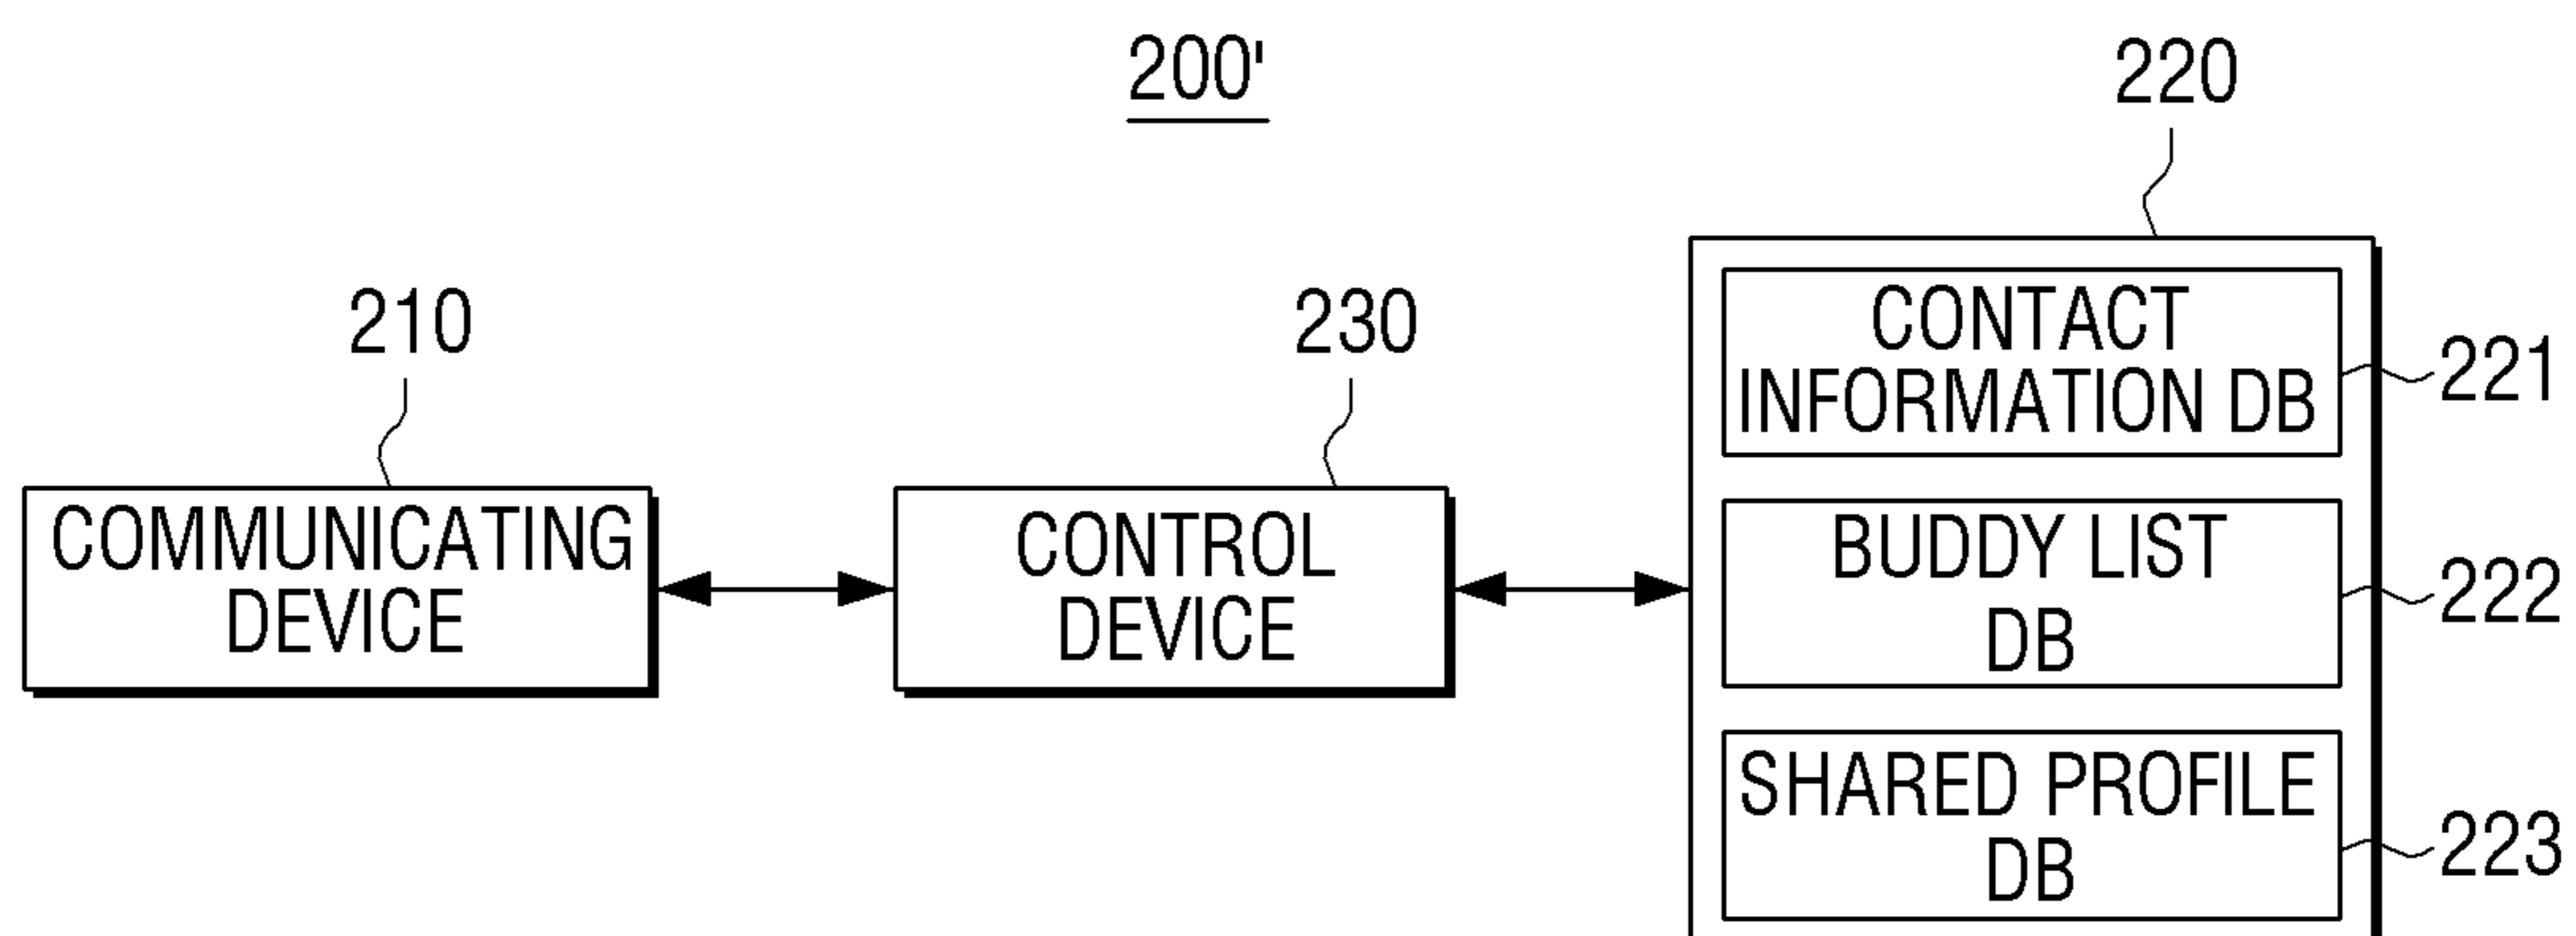 200'
220
210
230
CONTACT
INFORMATION DB
221
COMMUNICATING
DEVICE
CONTROL
DEVICE
BUDDY LIST
DB
222
SHARED PROFILE
DB
223